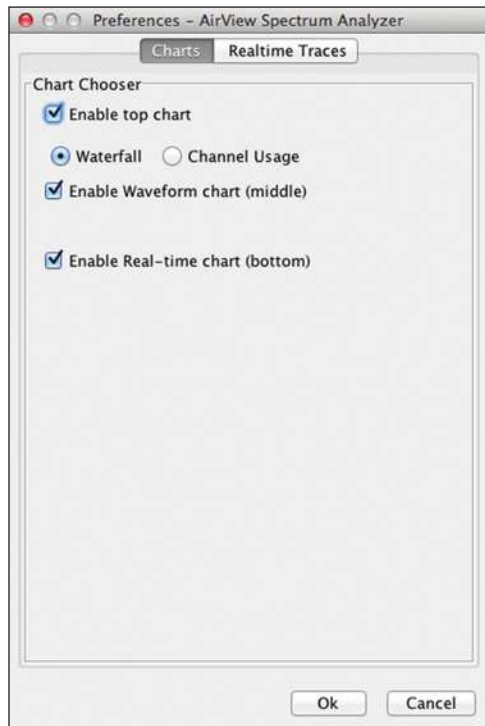 Preferences – AirView Spectrum Analyzer
Charts Realtime Traces
Chart Chooser
Enable top chart
Waterfall Channel Usage
Enable Waveform chart (middle)
Enable Real-time chart (bottom)
Ok Cancel